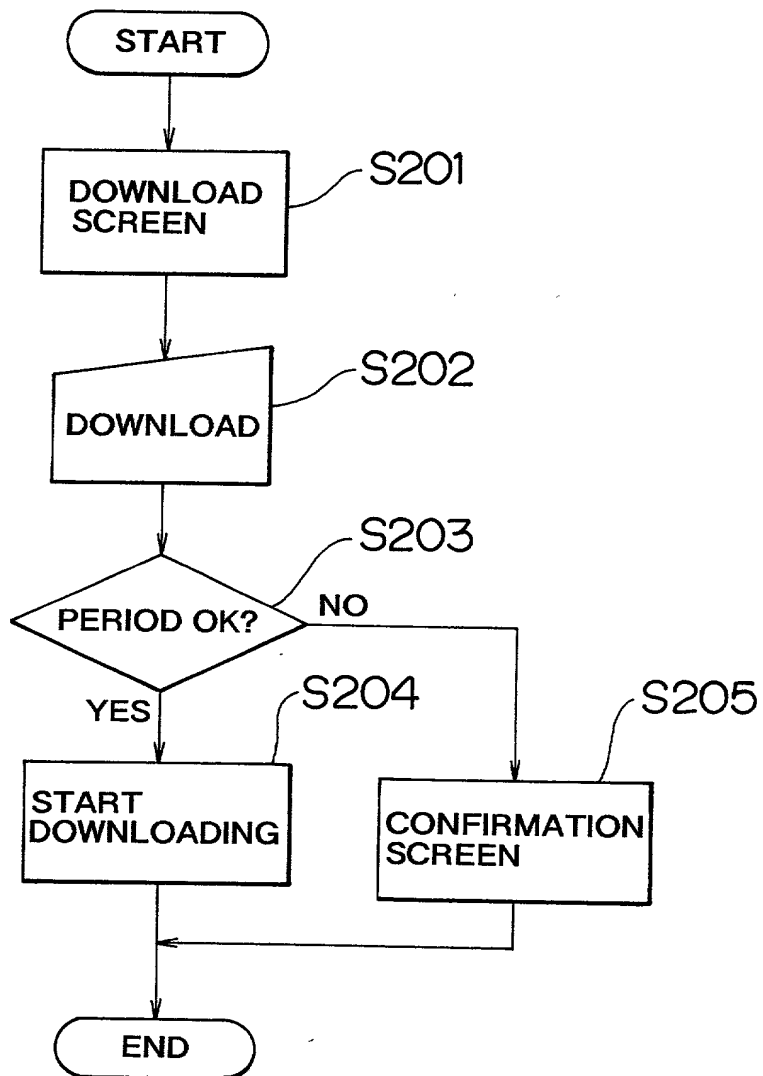 START
S201
DOWNLOAD
SCREEN
S202
DOWNLOAD
S203
PERIOD OK?
NO
YES
S204
S205
START
DOWNLOADING
CONFIRMATION
SCREEN
END